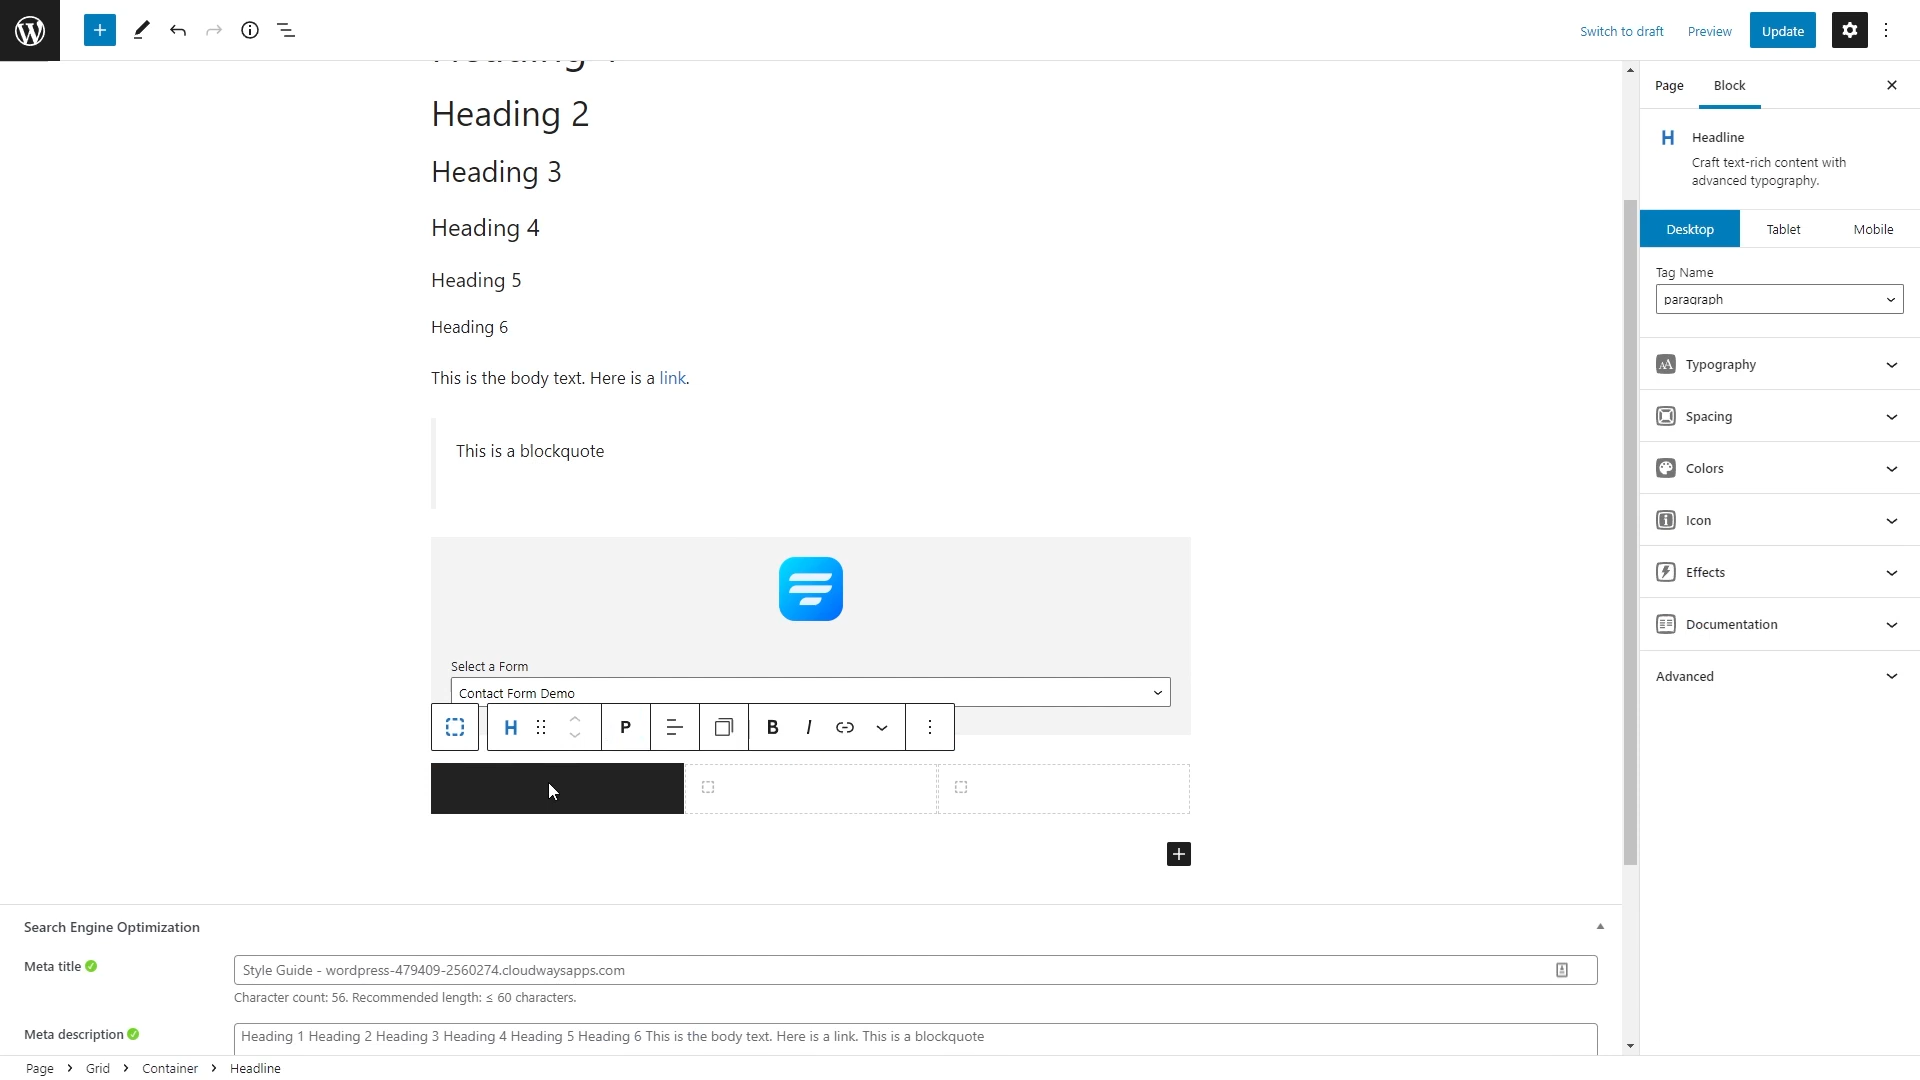 Switch to draft
Preview
Update
Heading 1
Heading 2
Heading 3
Heading 4
Heading 5
Heading 6
This is the body text. Here is a link.
This is a blockquote
Select a Form
Contact Form Demo
H
P
B
I
Page
Block
H
Headline
Craft text-rich content with
advanced typography.
Desktop
Tablet
Mobile
Tag Name
paragraph
Typography
Spacing
Colors
Icon
Effects
Documentation
Advanced
Search Engine Optimization
Meta title
Style Guide - wordpress-479409-2560274.cloudwaysapps.com
Character count: 56. Recommended length: ≤ 60 characters.
Meta description
Heading 1 Heading 2 Heading 3 Heading 4 Heading 5 Heading 6 This is the body text. Here is a link. This is a blockquote
Page > Grid > Container > Headline